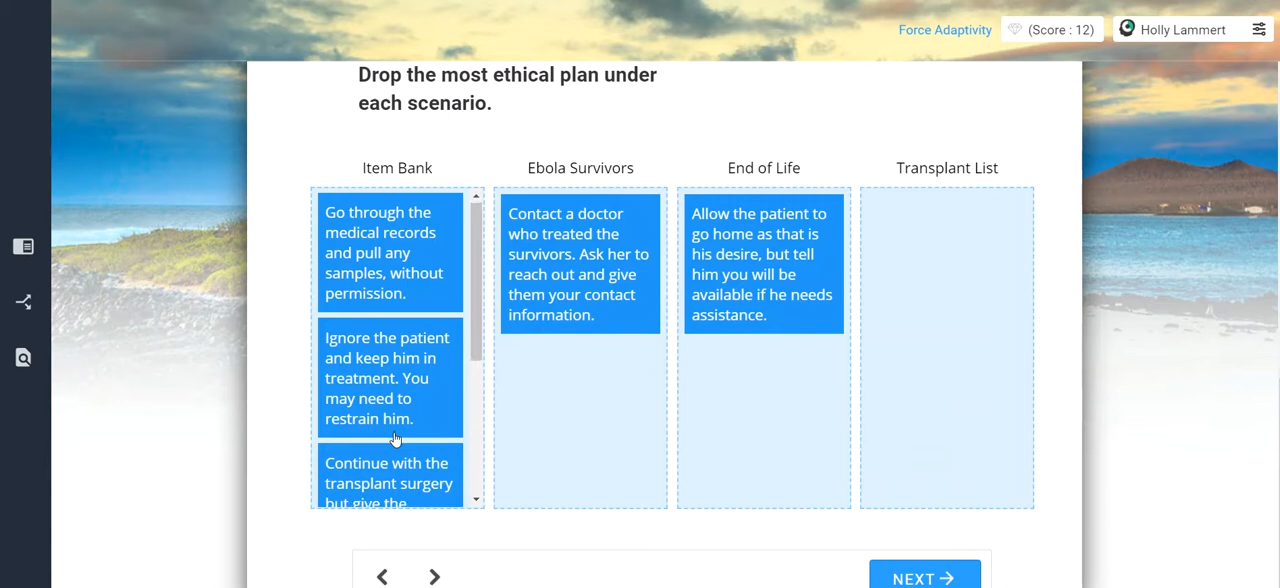 Force Adaptivity
(Score : 12)
Holly Lammert
Drop the most ethical plan under
each scenario.
Item Bank
Ebola Survivors
End of Life
Transplant List
Go through the
medical records
and pull any
samples, without
permission.
Ignore the patient
and keep him in
treatment. You
may need to
restrain him.
Continue with the
transplant surgery
but give the
Contact a doctor
who treated the
survivors. Ask her to
reach out and give
them your contact
information.
Allow the patient to
go home as that is
his desire, but tell
him you will be
available if he needs
assistance.
NEXT